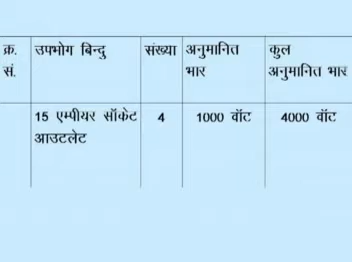 क्र. सं.
उपभोग बिन्दु
संख्या
अनुमानित भार
कुल अनुमानित भार
15 एम्पीयर सॉकेट आउटलेट
4
1000 वॉट
4000 वॉट